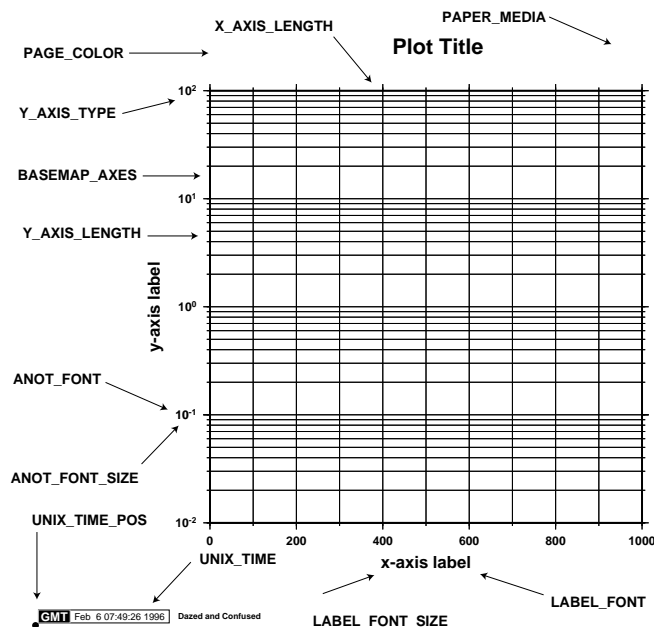 PAPER_MEDIA
X_AXIS_LENGTH
Plot Title
PAGE_COLOR
10²
Y_AXIS_TYPE
BASEMAP_AXES
10¹
Y_AXIS_LENGTH
y-axis label
10⁰
ANOT_FONT
10⁻¹
ANOT_FONT_SIZE
UNIX_TIME_POS
10⁻²
0 200 400 600 800 1000
UNIX_TIME
x-axis label
LABEL_FONT
GMT Feb 6 07:49:26 1996 Dazed and Confused
LABEL_FONT_SIZE